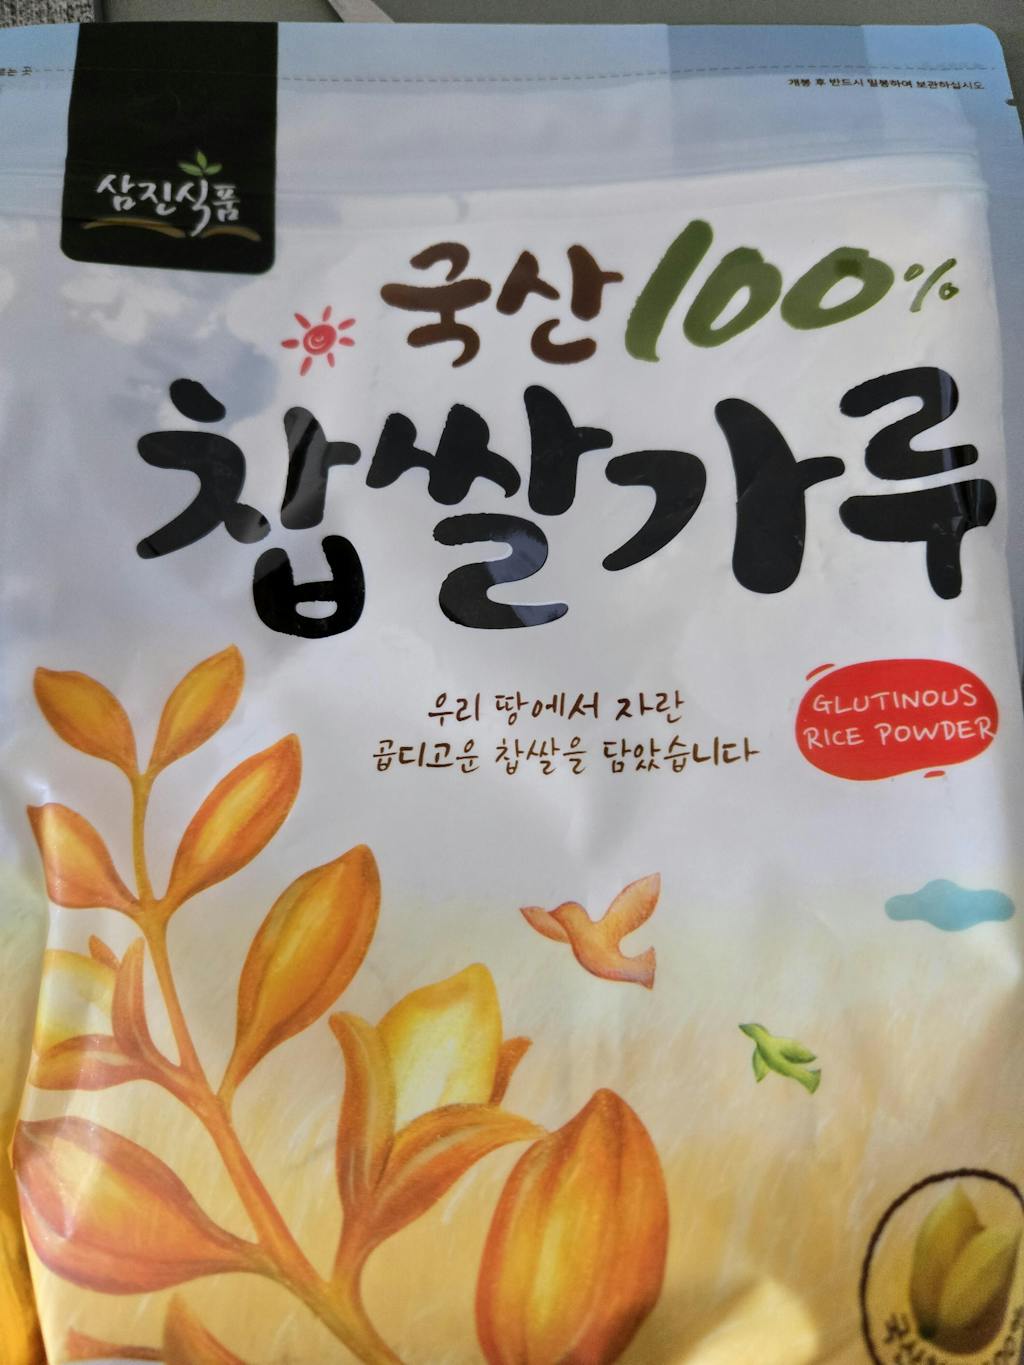 개봉 후 반드시 밀봉하여 보관하십시오
삼진식품
국산100%
찹쌀가루
우리 땅에서 자란
곱디고운 찹쌀을 담았습니다
GLUTINOUS
RICE POWDER